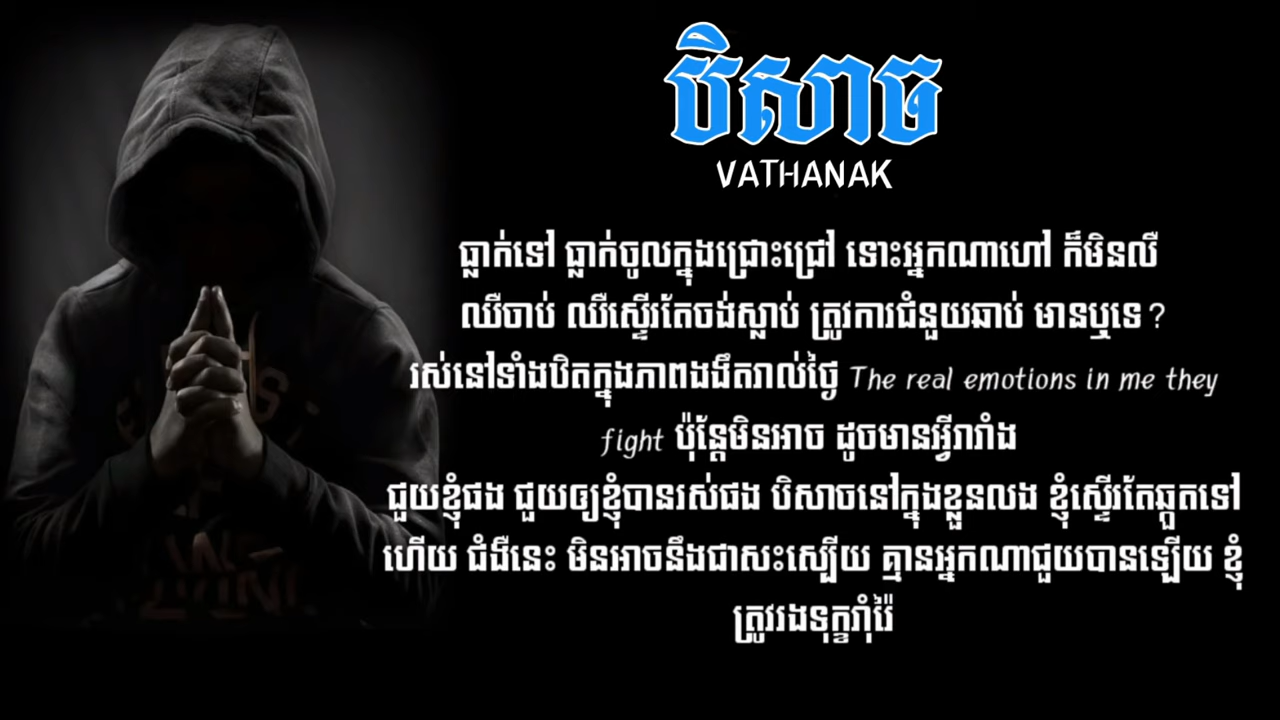 បិសាច
VATHANAK
ធ្លាក់ទៅ ធ្លាក់ចូលក្នុងជ្រោះជ្រៅ ទោះអ្នកណាហៅ ក៏មិនលឺ
ឈឺចាប់ ឈឺស្ទើរតែចង់ស្លាប់ ត្រូវការជំនួយឆាប់ មានឬទេ?
រស់នៅទាំងឋិតក្នុងភាពងងឹតរាល់ថ្ងៃ The real emotions in me they
fight ប៉ុន្តែមិនអាច ដូចមានអ្វីរារាំង
ជួយខ្ញុំផង ជួយឲ្យខ្ញុំបានរស់ផង បិសាចនៅក្នុងខ្លួនលង ខ្ញុំស្ទើរតែឆ្កួតទៅ
ហើយ ជំងឺនេះ មិនអាចនឹងជាសះស្បើយ គ្មានអ្នកណាជួយបានឡើយ ខ្ញុំ
ត្រូវរងទុក្ខរាុំរ៉ៃ